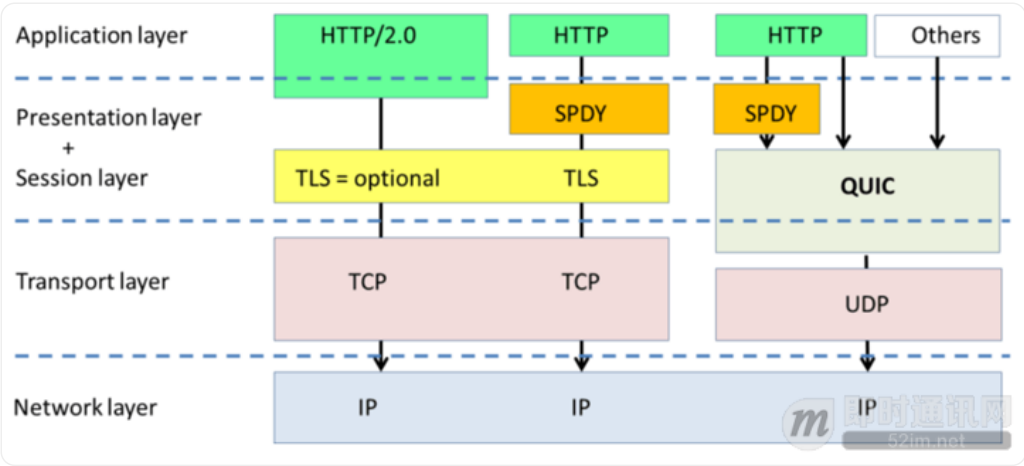 Application layer
HTTP/2.0
HTTP
HTTP
Others
Presentation layer
+
Session layer
SPDY
SPDY
TLS = optional
TLS
QUIC
Transport layer
TCP
TCP
UDP
Network layer
IP
IP
IP
即时通讯网
52im.net